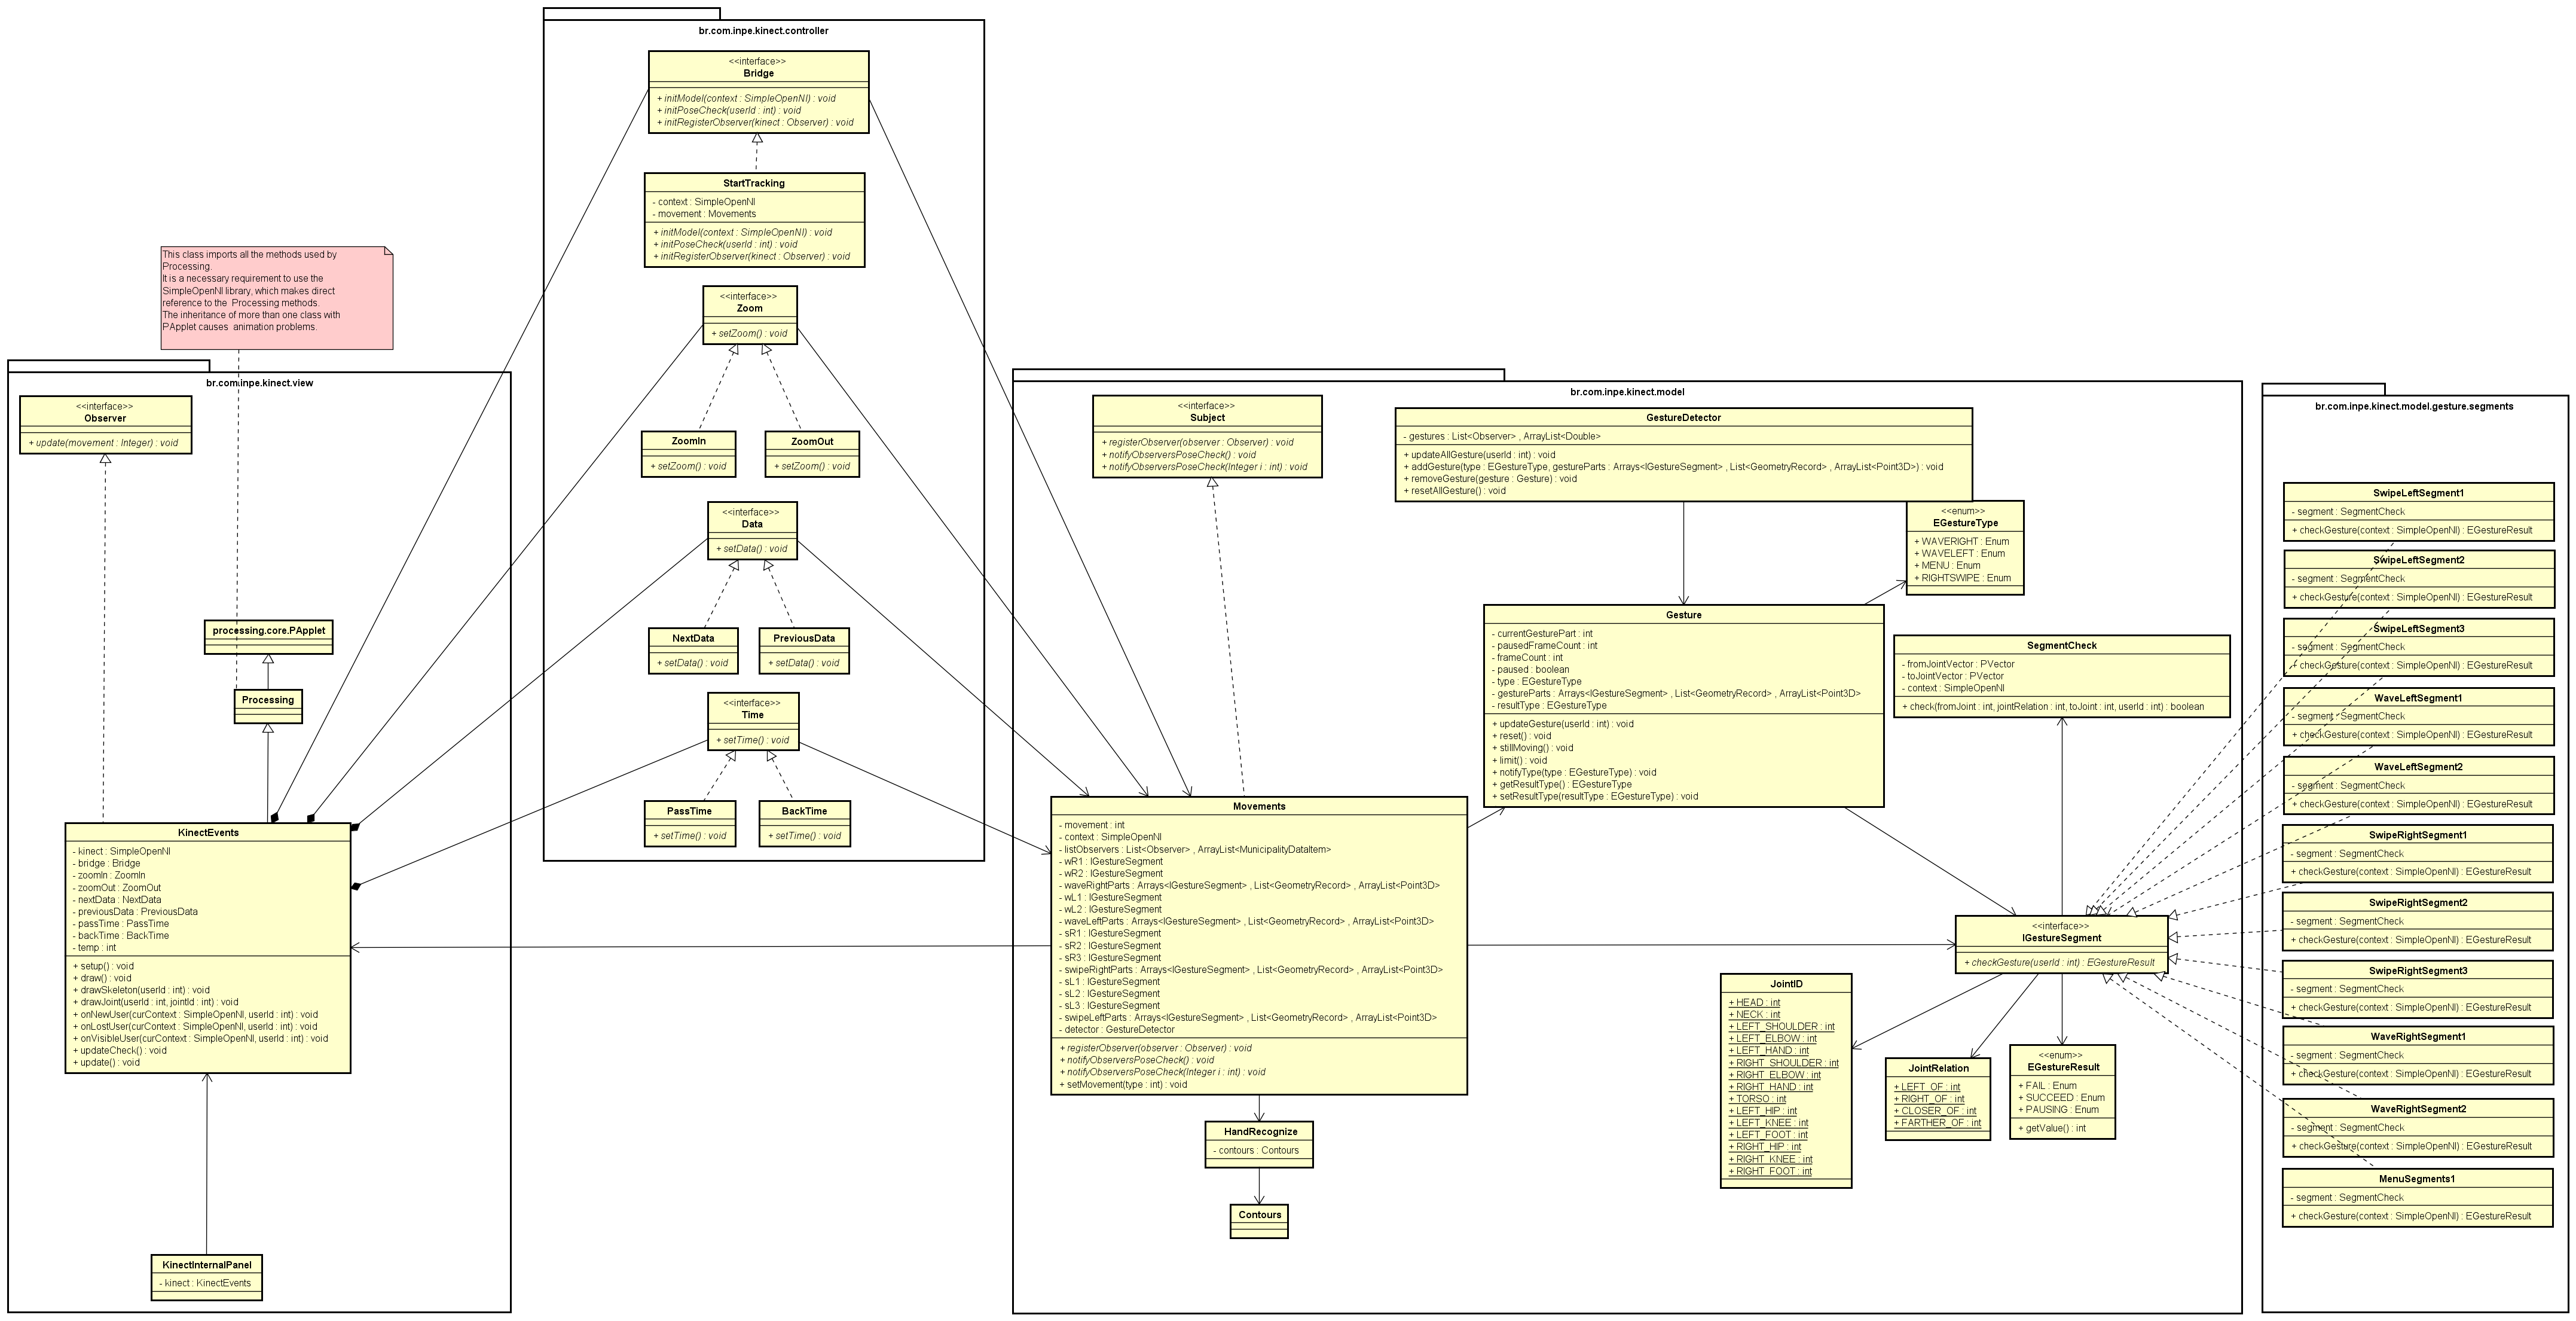 This class imports all the methods used by
Processing.
It is a necessary requirement to use the
SimpleOpenNI library, which makes direct
reference to the  Processing methods.
The inheritance of more than one class with
PApplet causes  animation problems.
br.com.inpe.kinect.view
<<interface>>
Observer
+ update(movement : Integer) : void
processing.core.PApplet
Processing
KinectEvents
- kinect : SimpleOpenNI
- bridge : Bridge
- zoomIn : ZoomIn
- zoomOut : ZoomOut
- nextData : NextData
- previousData : PreviousData
- passTime : PassTime
- backTime : BackTime
- temp : int
+ setup() : void
+ draw() : void
+ drawSkeleton(userId : int) : void
+ drawJoint(userId : int, jointId : int) : void
+ onNewUser(curContext : SimpleOpenNI, userId : int) : void
+ onLostUser(curContext : SimpleOpenNI, userId : int) : void
+ onVisibleUser(curContext : SimpleOpenNI, userId : int) : void
+ updateCheck() : void
+ update() : void
KinectInternalPanel
- kinect : KinectEvents
br.com.inpe.kinect.controller
<<interface>>
Bridge
+ initModel(context : SimpleOpenNI) : void
+ initPoseCheck(userId : int) : void
+ initRegisterObserver(kinect : Observer) : void
StartTracking
- context : SimpleOpenNI
- movement : Movements
+ initModel(context : SimpleOpenNI) : void
+ initPoseCheck(userId : int) : void
+ initRegisterObserver(kinect : Observer) : void
<<interface>>
Zoom
+ setZoom() : void
ZoomIn
+ setZoom() : void
ZoomOut
+ setZoom() : void
<<interface>>
Data
+ setData() : void
NextData
+ setData() : void
PreviousData
+ setData() : void
<<interface>>
Time
+ setTime() : void
PassTime
+ setTime() : void
BackTime
+ setTime() : void
br.com.inpe.kinect.model
<<interface>>
Subject
+ registerObserver(observer : Observer) : void
+ notifyObserversPoseCheck() : void
+ notifyObserversPoseCheck(Integer i : int) : void
GestureDetector
- gestures : List<Observer> , ArrayList<Double>
+ updateAllGesture(userId : int) : void
+ addGesture(type : EGestureType, gestureParts : Arrays<IGestureSegment> , List<GeometryRecord> , ArrayList<Point3D>) : void
+ removeGesture(gesture : Gesture) : void
+ resetAllGesture() : void
<<enum>>
EGestureType
+ WAVERIGHT : Enum
+ WAVELEFT : Enum
+ MENU : Enum
+ RIGHTSWIPE : Enum
Gesture
- currentGesturePart : int
- pausedFrameCount : int
- frameCount : int
- paused : boolean
- type : EGestureType
- gestureParts : Arrays<IGestureSegment> , List<GeometryRecord> , ArrayList<Point3D>
- resultType : EGestureType
+ updateGesture(userId : int) : void
+ reset() : void
+ stillMoving() : void
+ limit() : void
+ notifyType(type : EGestureType) : void
+ getResultType() : EGestureType
+ setResultType(resultType : EGestureType) : void
SegmentCheck
- fromJointVector : PVector
- toJointVector : PVector
- context : SimpleOpenNI
+ check(fromJoint : int, jointRelation : int, toJoint : int, userId : int) : boolean
Movements
- movement : int
- context : SimpleOpenNI
- listObservers : List<Observer> , ArrayList<MunicipalityDataItem>
- wR1 : IGestureSegment
- wR2 : IGestureSegment
- waveRightParts : Arrays<IGestureSegment> , List<GeometryRecord> , ArrayList<Point3D>
- wL1 : IGestureSegment
- wL2 : IGestureSegment
- waveLeftParts : Arrays<IGestureSegment> , List<GeometryRecord> , ArrayList<Point3D>
- sR1 : IGestureSegment
- sR2 : IGestureSegment
- sR3 : IGestureSegment
- swipeRightParts : Arrays<IGestureSegment> , List<GeometryRecord> , ArrayList<Point3D>
- sL1 : IGestureSegment
- sL2 : IGestureSegment
- sL3 : IGestureSegment
- swipeLeftParts : Arrays<IGestureSegment> , List<GeometryRecord> , ArrayList<Point3D>
- detector : GestureDetector
+ registerObserver(observer : Observer) : void
+ notifyObserversPoseCheck() : void
+ notifyObserversPoseCheck(Integer i : int) : void
+ setMovement(type : int) : void
HandRecognize
- contours : Contours
Contours
<<interface>>
IGestureSegment
+ checkGesture(userId : int) : EGestureResult
JointID
+ HEAD : int
+ NECK : int
+ LEFT_SHOULDER : int
+ LEFT_ELBOW : int
+ LEFT_HAND : int
+ RIGHT_SHOULDER : int
+ RIGHT_ELBOW : int
+ RIGHT_HAND : int
+ TORSO : int
+ LEFT_HIP : int
+ LEFT_KNEE : int
+ LEFT_FOOT : int
+ RIGHT_HIP : int
+ RIGHT_KNEE : int
+ RIGHT_FOOT : int
JointRelation
+ LEFT_OF : int
+ RIGHT_OF : int
+ CLOSER_OF : int
+ FARTHER_OF : int
<<enum>>
EGestureResult
+ FAIL : Enum
+ SUCCEED : Enum
+ PAUSING : Enum
+ getValue() : int
br.com.inpe.kinect.model.gesture.segments
SwipeLeftSegment1
- segment : SegmentCheck
+ checkGesture(context : SimpleOpenNI) : EGestureResult
SwipeLeftSegment2
- segment : SegmentCheck
+ checkGesture(context : SimpleOpenNI) : EGestureResult
SwipeLeftSegment3
- segment : SegmentCheck
+ checkGesture(context : SimpleOpenNI) : EGestureResult
WaveLeftSegment1
- segment : SegmentCheck
+ checkGesture(context : SimpleOpenNI) : EGestureResult
WaveLeftSegment2
- segment : SegmentCheck
+ checkGesture(context : SimpleOpenNI) : EGestureResult
SwipeRightSegment1
- segment : SegmentCheck
+ checkGesture(context : SimpleOpenNI) : EGestureResult
SwipeRightSegment2
- segment : SegmentCheck
+ checkGesture(context : SimpleOpenNI) : EGestureResult
SwipeRightSegment3
- segment : SegmentCheck
+ checkGesture(context : SimpleOpenNI) : EGestureResult
WaveRightSegment1
- segment : SegmentCheck
+ checkGesture(context : SimpleOpenNI) : EGestureResult
WaveRightSegment2
- segment : SegmentCheck
+ checkGesture(context : SimpleOpenNI) : EGestureResult
MenuSegments1
- segment : SegmentCheck
+ checkGesture(context : SimpleOpenNI) : EGestureResult